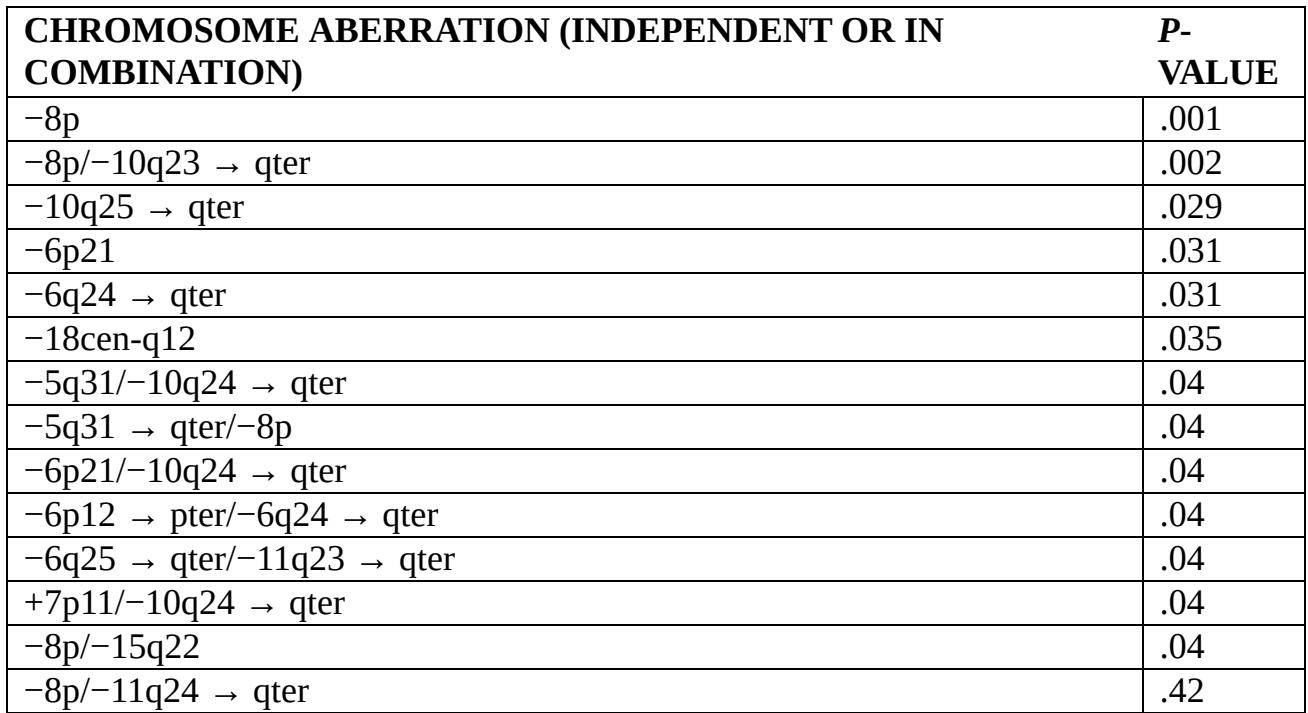 CHROMOSOME ABERRATION (INDEPENDENT OR IN P-
COMBINATION) VALUE
−8p .001
−8p/−10q23 → qter .002
−10q25 → qter .029
−6p21 .031
−6q24 → qter .031
−18cen-q12 .035
−5q31/−10q24 → qter .04
−5q31 → qter/−8p .04
−6p21/−10q24 → qter .04
−6p12 → pter/−6q24 → qter .04
−6q25 → qter/−11q23 → qter .04
+7p11/−10q24 → qter .04
−8p/−15q22 .04
−8p/−11q24 → qter .42